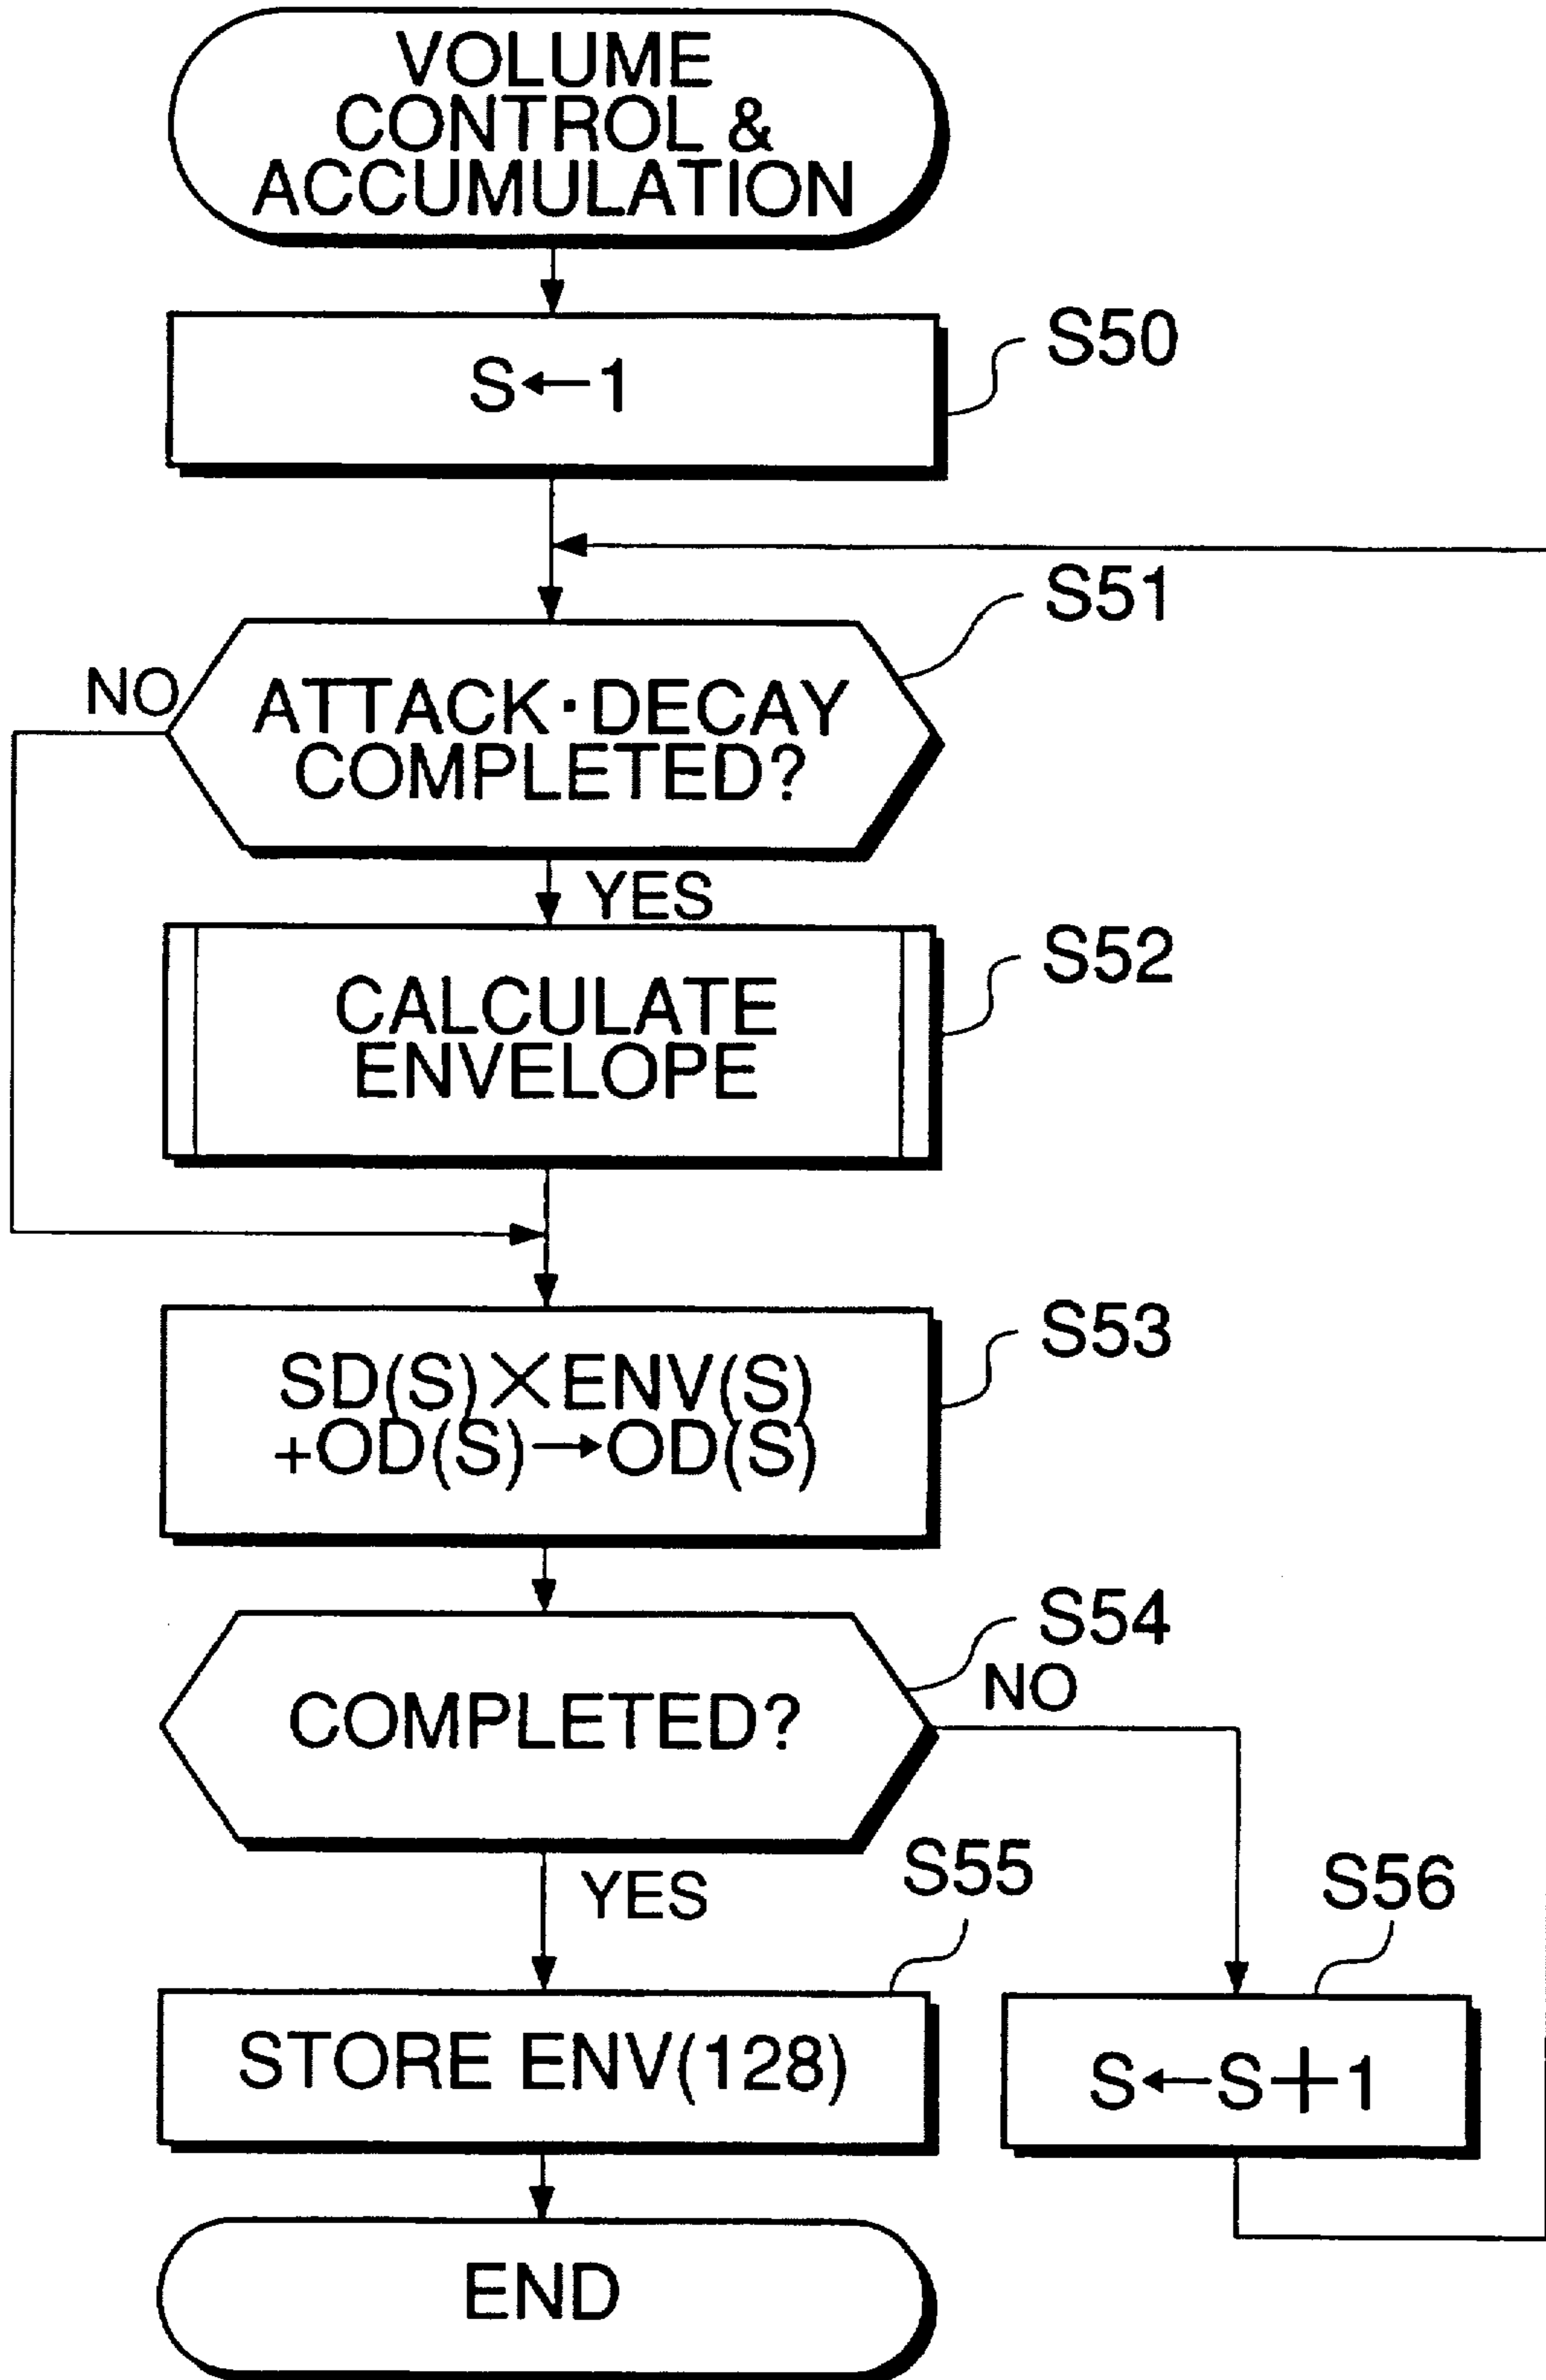 VOLUME
CONTROL &
ACCUMULATION
S50
S←1
S51
NO
ATTACK·DECAY
COMPLETED?
YES
S52
CALCULATE
ENVELOPE
S53
SD(S)×ENV(S)
+OD(S)→OD(S)
S54
NO
COMPLETED?
YES
S55
S56
STORE ENV(128)
S←S+1
END